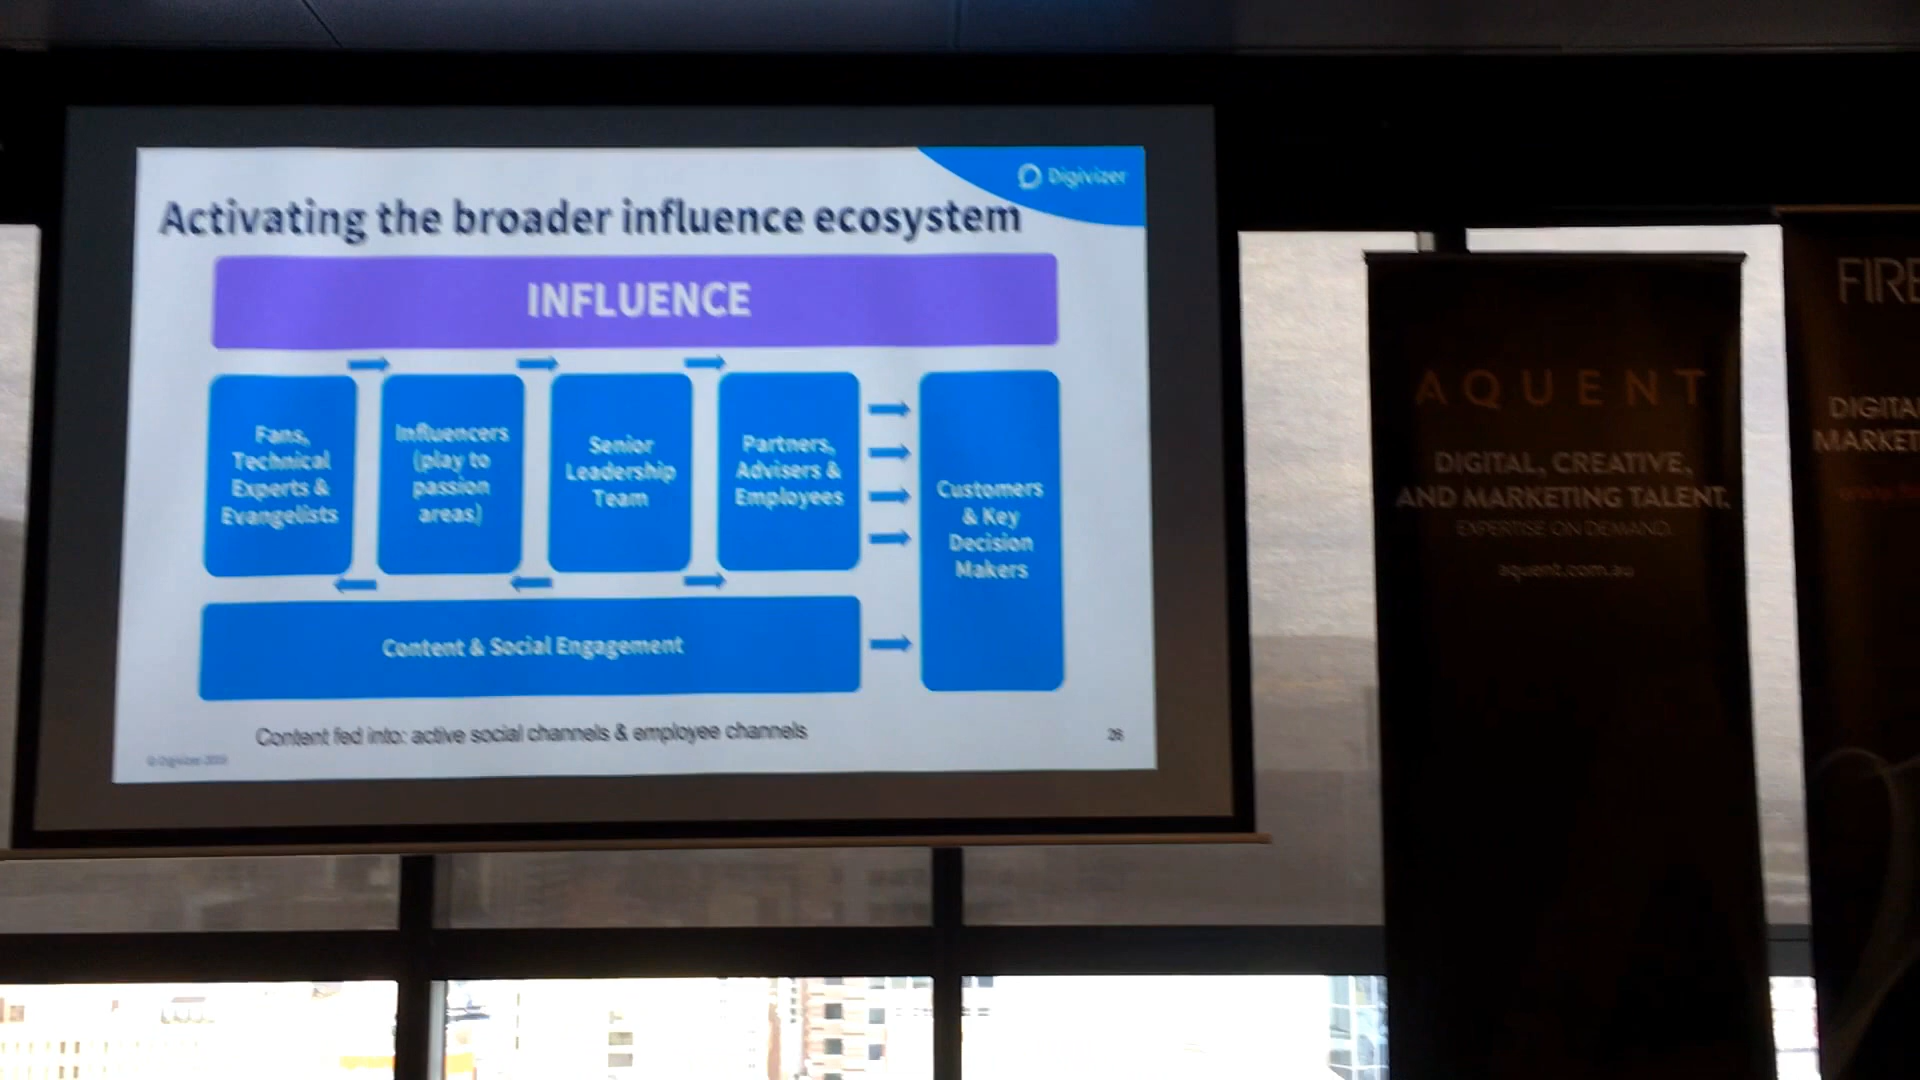 Digivizer
Activating the broader influence ecosystem
INFLUENCE
Fans,
Technical
Experts &
Evangelists
Influencers
(play to
passion
areas)
Senior
Leadership
Team
Partners,
Advisers &
Employees
Customers
& Key
Decision
Makers
Content & Social Engagement
Content fed into: active social channels & employee channels
© Digivizer
AQUENT
DIGITAL, CREATIVE,
AND MARKETING TALENT.
EXPERTISE ON DEMAND.
aquent.com.au
FIRE
DIGITA
MARKET